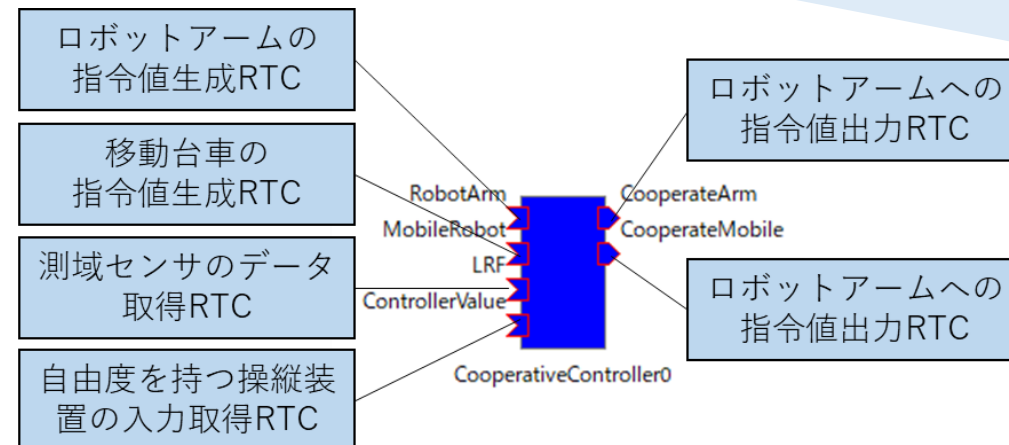 ロボットアームの
指令値生成RTC
移動台車の
指令値生成RTC
測域センサのデータ
取得RTC
自由度を持つ操縦装
置の入力取得RTC
RobotArm
MobileRobot
LRF
ControllerValue
CooperateArm
CooperateMobile
CooperativeController0
ロボットアームへの
指令値出力RTC
ロボットアームへの
指令値出力RTC